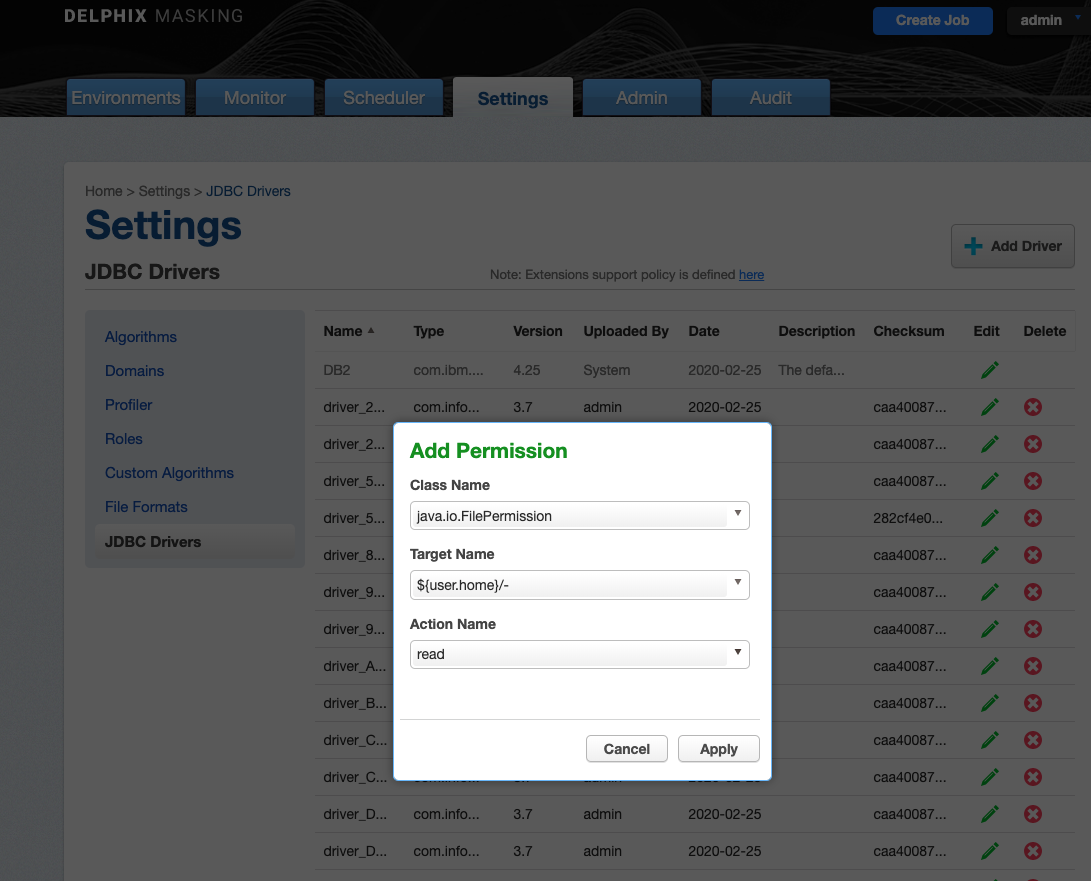 DELPHIX MASKING
Create Job
admin
Environments
Monitor
Scheduler
Settings
Admin
Audit
Home > Settings > JDBC Drivers
Settings
Add Driver
JDBC Drivers
Note: Extensions support policy is defined here
Algorithms
Domains
Profiler
Roles
Custom Algorithms
File Formats
JDBC Drivers
Name Type Version Uploaded By Date Description Checksum Edit Delete
DB2 com.ibm.... 4.25 System 2020-02-25 The defa...
driver_2... com.info... 3.7 admin 2020-02-25 caa40087...
driver_2... caa40087...
driver_5... caa40087...
driver_5... 282cf4e0...
driver_8... caa40087...
driver_9... caa40087...
driver_9... caa40087...
driver_A... caa40087...
driver_B... caa40087...
driver_C... caa40087...
driver_C... caa40087...
driver_D... com.info... 3.7 admin 2020-02-25 caa40087...
driver_D... com.info... 3.7 admin 2020-02-25 caa40087...
Add Permission
Class Name
java.io.FilePermission
Target Name
${user.home}/-
Action Name
read
Cancel
Apply